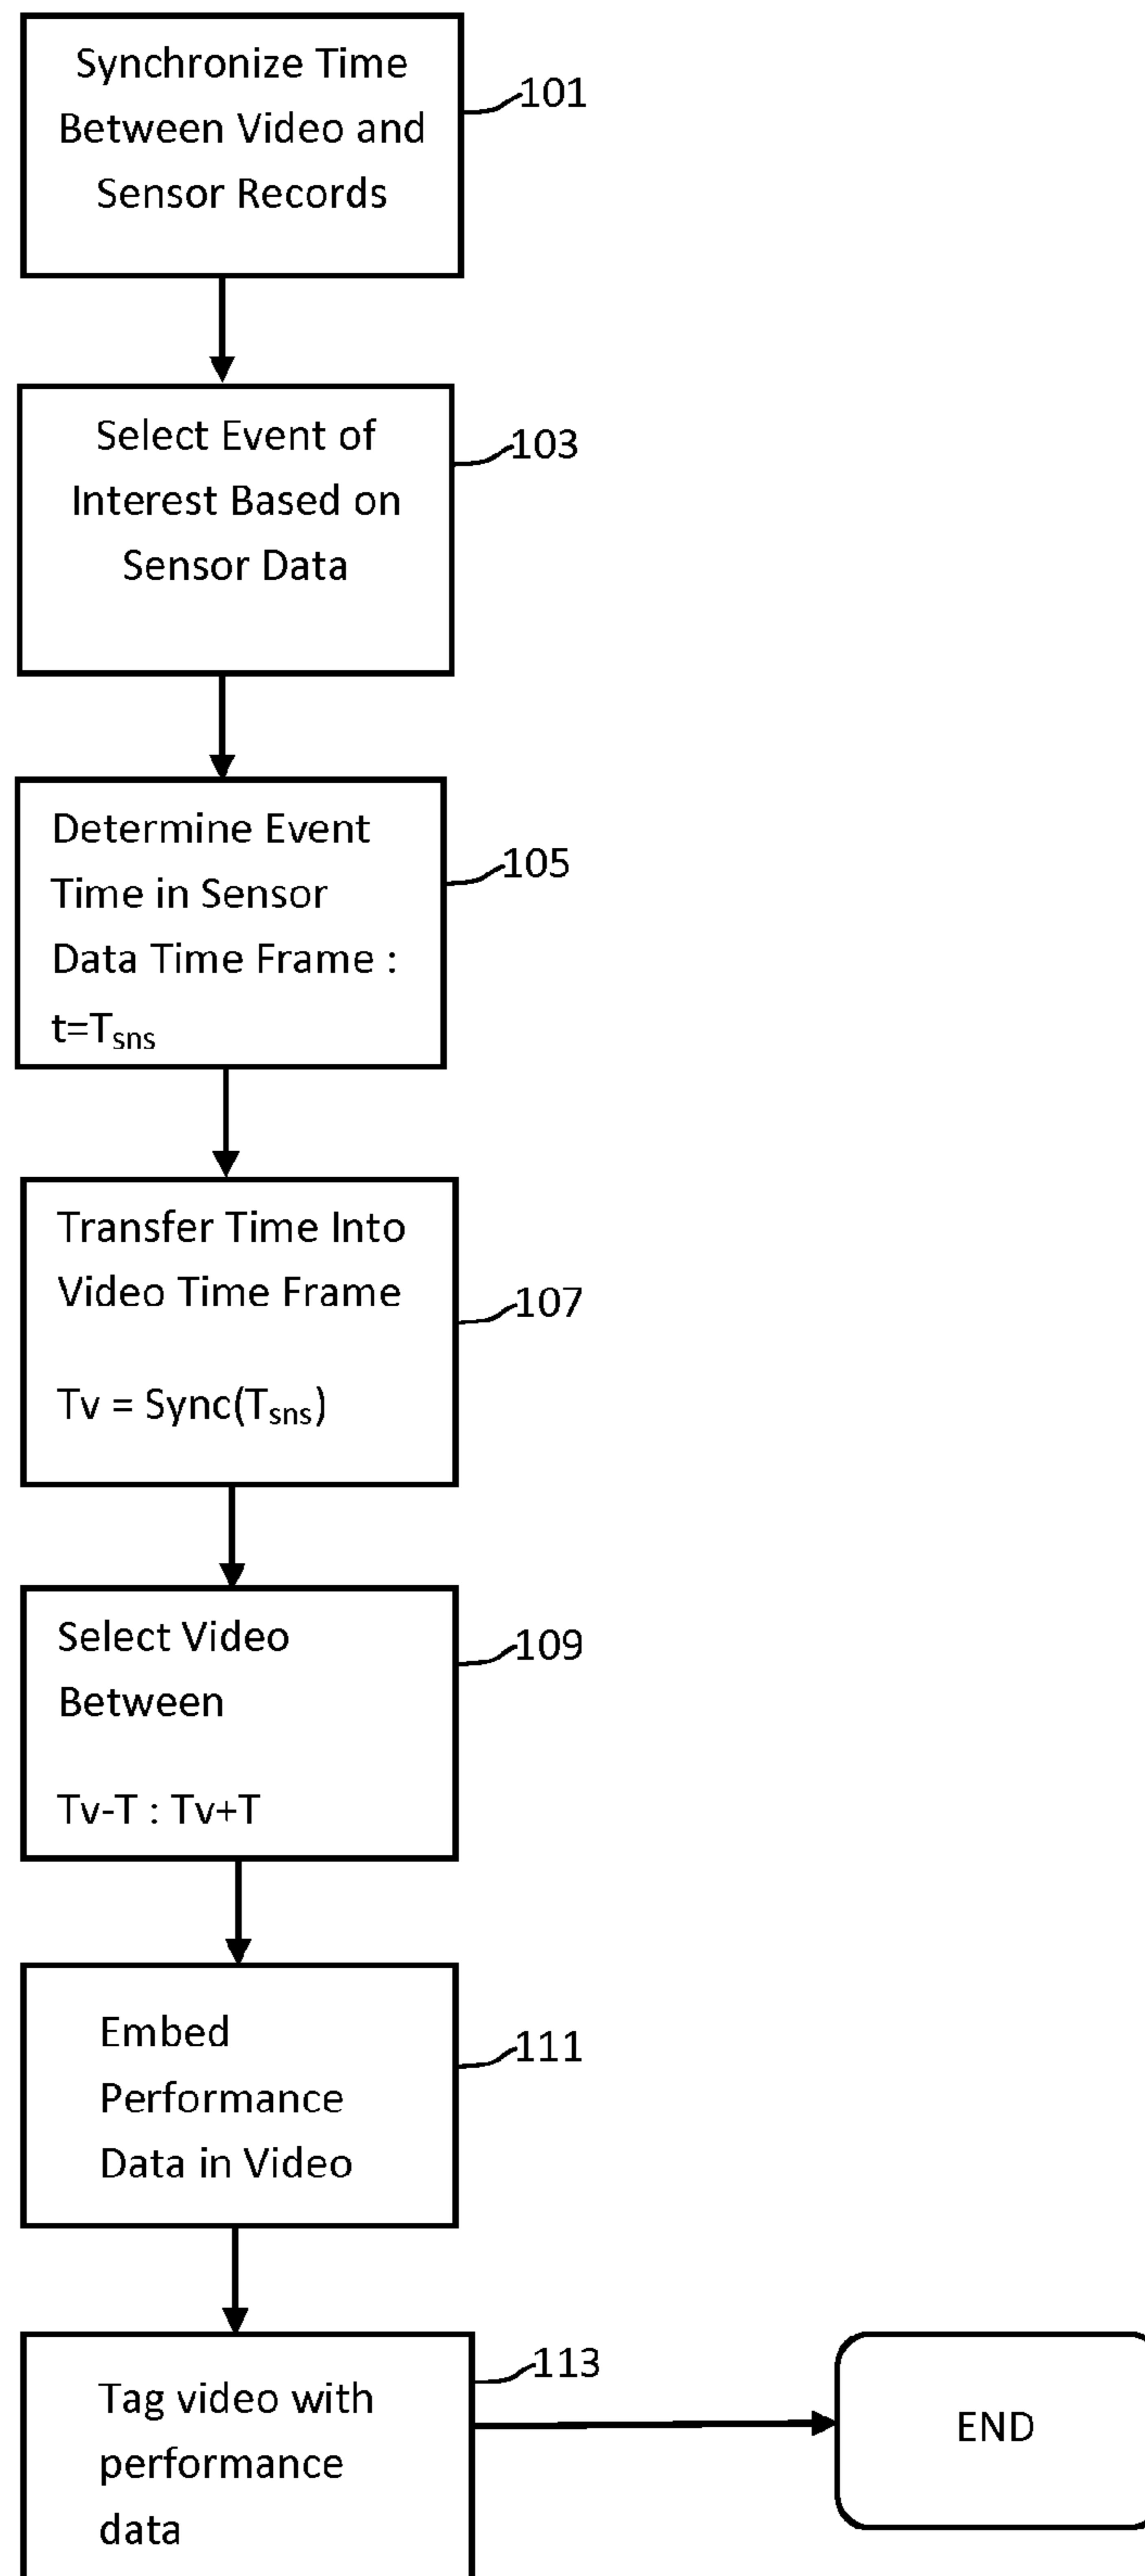 Synchronize Time
Between Video and
Sensor Records
101
Select Event of
Interest Based on
Sensor Data
103
Determine Event
Time in Sensor
Data Time Frame :
t=Tsns
105
Transfer Time Into
Video Time Frame
Tv = Sync(Tsns)
107
Select Video
Between
Tv-T : Tv+T
109
Embed
Performance
Data in Video
111
Tag video with
performance
data
113
END